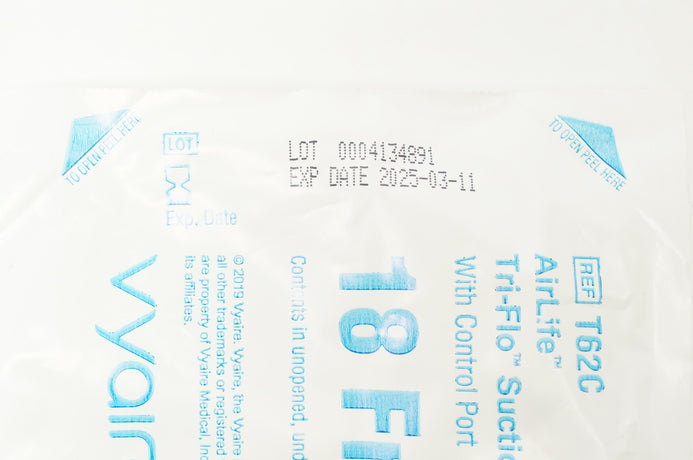 TO OPEN PEEL HERE
LOT
Exp. Date
LOT 0004134891
EXP DATE 2025-03-11
TO OPEN PEEL HERE
REF T62C
AirLife™
Tri-Flo™ Suctio
With Control Port
18 Fr
Contents in unopened, und
© 2019 Vyaire. Vyaire, the Vyaire
all other trademarks or registered
are property of Vyaire Medical, Inc
its affiliates.
vyair